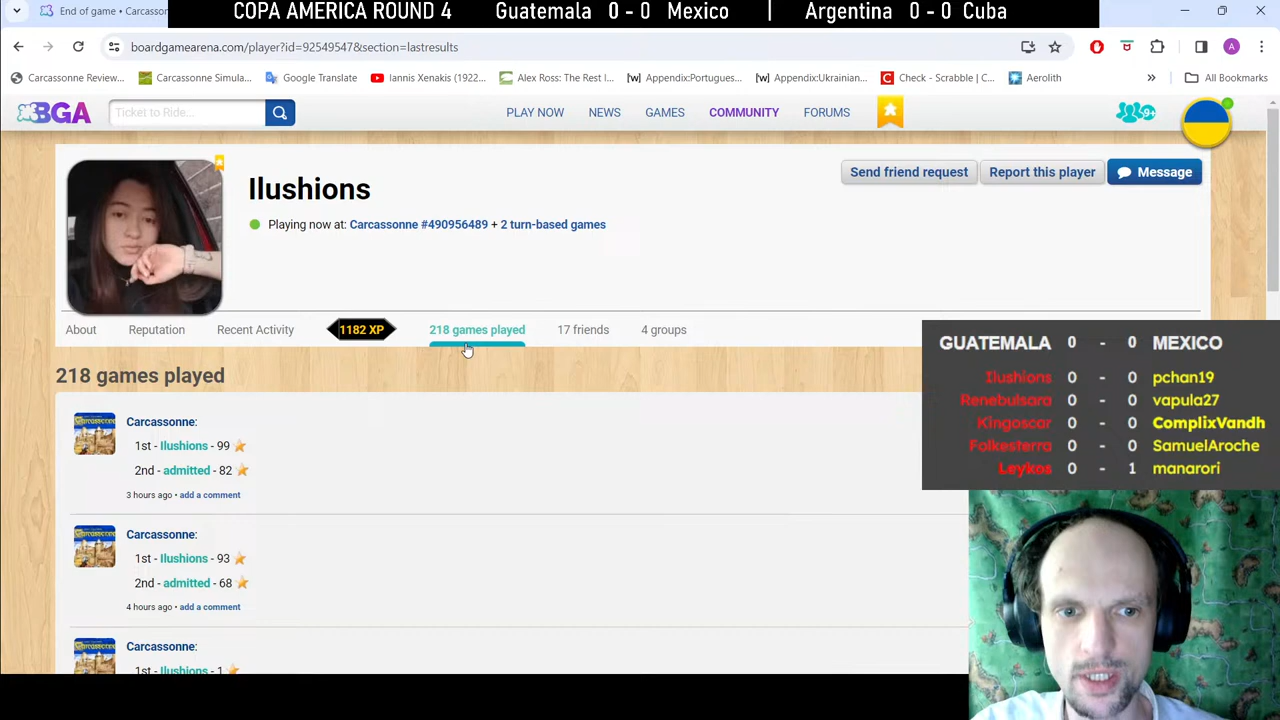 COPA AMERICA ROUND 4 Guatemala 0 - 0 Mexico | Argentina 0 - 0 Cuba
End of game • Carcasson
boardgamearena.com/player?id=92549547&section=lastresults
A
Carcassonne Review... Carcassonne Simula... Google Translate Iannis Xenakis (1922... Alex Ross: The Rest I... [w] Appendix:Portugues... [w] Appendix:Ukrainian... Check - Scrabble | C... Aerolith » All Bookmarks
BGA Ticket to Ride... PLAY NOW NEWS GAMES COMMUNITY FORUMS 9+
Ilushions
Send friend request Report this player Message
Playing now at: Carcassonne #490956489 + 2 turn-based games
About Reputation Recent Activity 1182 XP 218 games played 17 friends 4 groups
218 games played
Carcassonne:
1st - Ilushions - 99
2nd - admitted - 82
3 hours ago • add a comment
Carcassonne:
1st - Ilushions - 93
2nd - admitted - 68
4 hours ago • add a comment
Carcassonne:
1st - Ilushions - 1
GUATEMALA 0 - 0 MEXICO
Ilushions 0 - 0 pchan19
Renebulsara 0 - 0 vapula27
Kingoscar 0 - 0 ComplixVandh
Folkesterra 0 - 0 SamuelAroche
Leykos 0 - 1 manarori